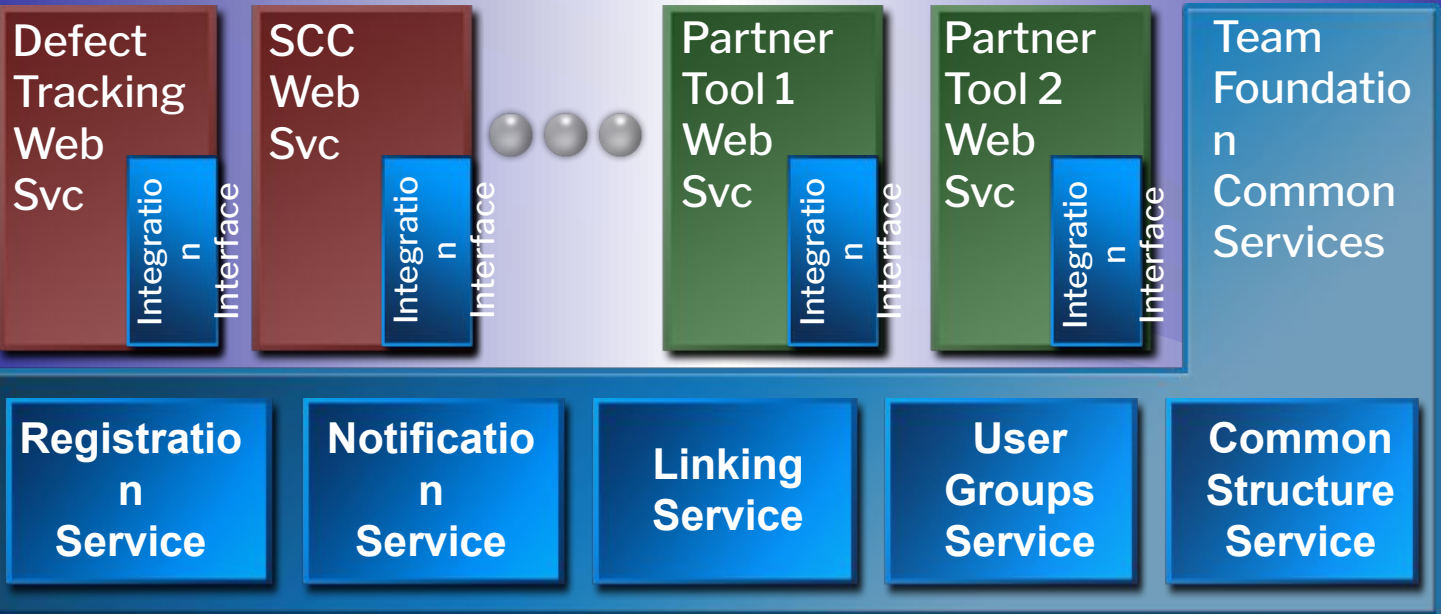 Defect
Tracking
Web
Svc
Integratio
n
Interface
SCC
Web
Svc
Integratio
n
Interface
Partner
Tool 1
Web
Svc
Integratio
n
Interface
Partner
Tool 2
Web
Svc
Integratio
n
Interface
Team
Foundatio
n
Common
Services
Registratio
n
Service
Notificatio
n
Service
Linking
Service
User
Groups
Service
Common
Structure
Service